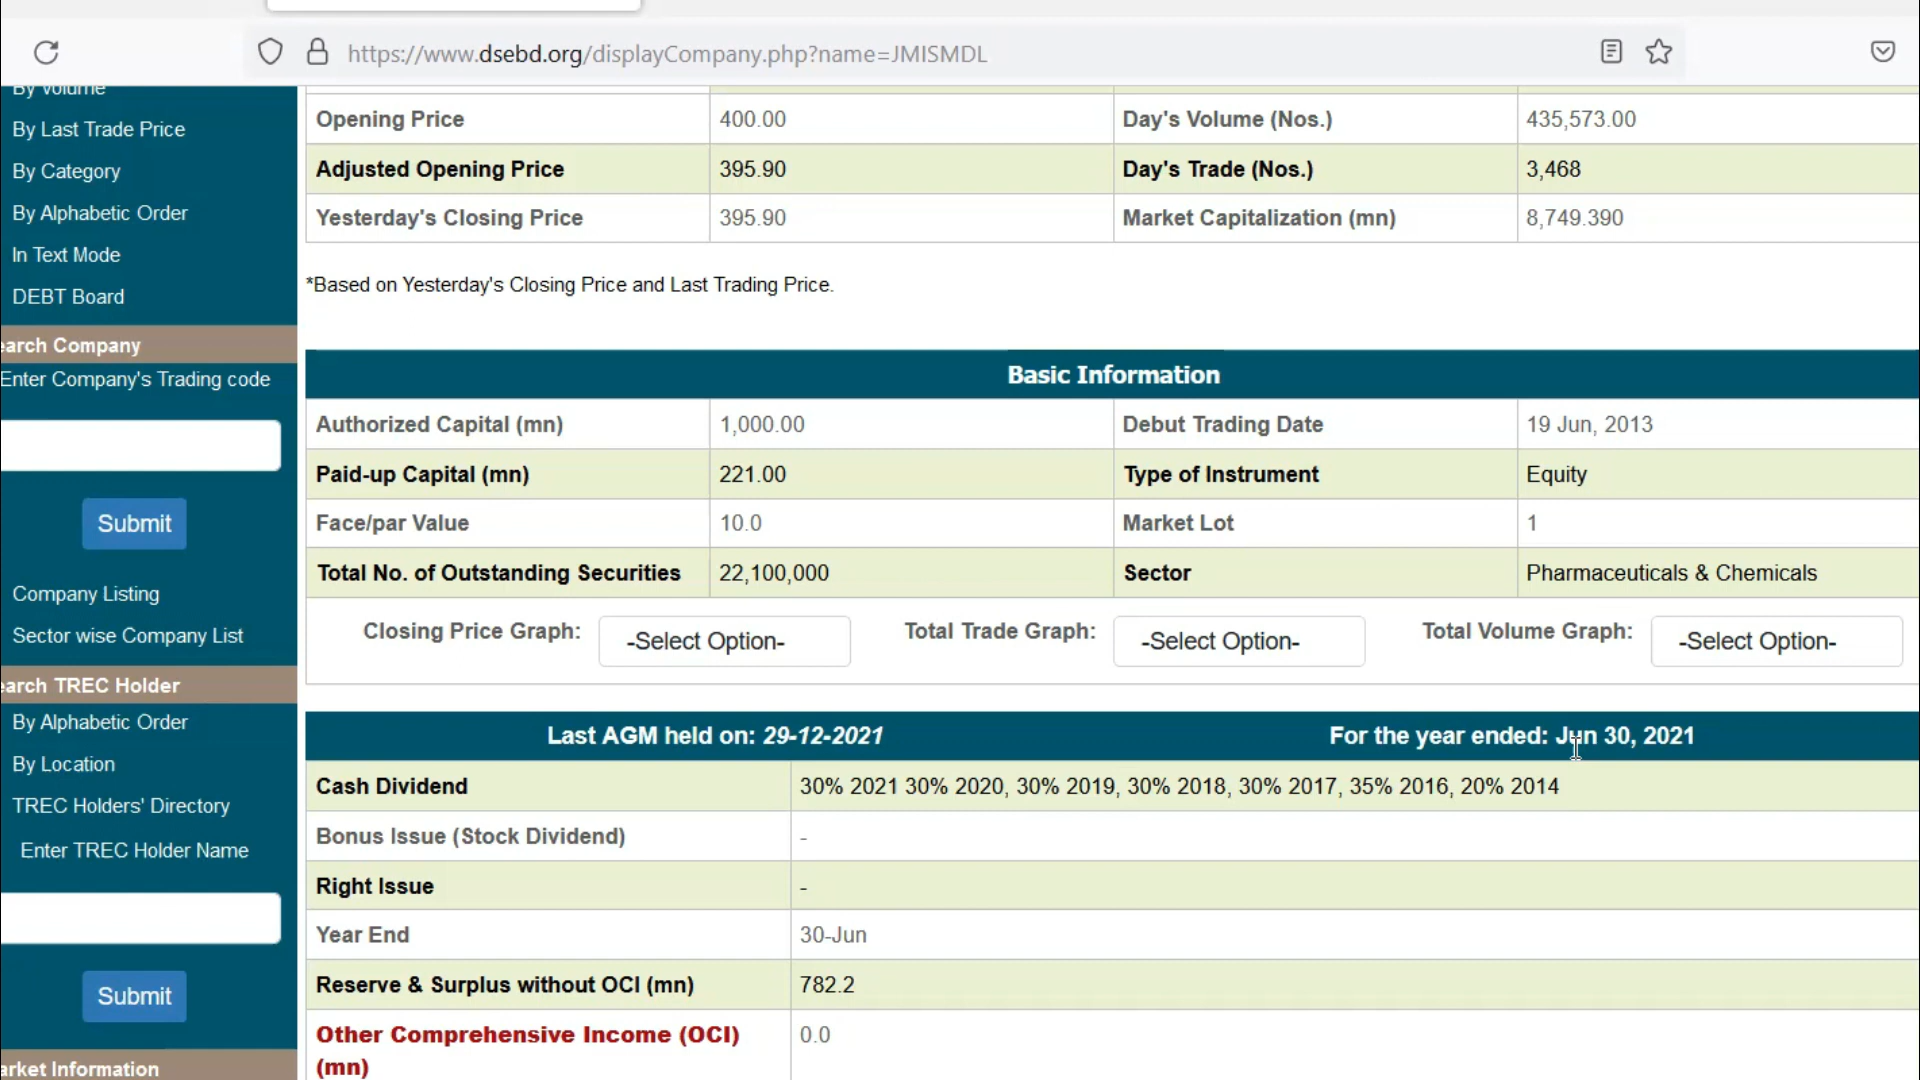 https://www.dsebd.org/displayCompany.php?name=JMISMDL
By Volume
By Last Trade Price
By Category
By Alphabetic Order
In Text Mode
DEBT Board
earch Company
Enter Company's Trading code
Submit
Company Listing
Sector wise Company List
earch TREC Holder
By Alphabetic Order
By Location
TREC Holders' Directory
Enter TREC Holder Name
Submit
arket Information
Opening Price 400.00 Day's Volume (Nos.) 435,573.00
Adjusted Opening Price 395.90 Day's Trade (Nos.) 3,468
Yesterday's Closing Price 395.90 Market Capitalization (mn) 8,749.390
*Based on Yesterday's Closing Price and Last Trading Price.
Basic Information
Authorized Capital (mn) 1,000.00 Debut Trading Date 19 Jun, 2013
Paid-up Capital (mn) 221.00 Type of Instrument Equity
Face/par Value 10.0 Market Lot 1
Total No. of Outstanding Securities 22,100,000 Sector Pharmaceuticals & Chemicals
Closing Price Graph: -Select Option- Total Trade Graph: -Select Option- Total Volume Graph: -Select Option-
Last AGM held on: 29-12-2021 For the year ended: Jun 30, 2021
Cash Dividend 30% 2021 30% 2020, 30% 2019, 30% 2018, 30% 2017, 35% 2016, 20% 2014
Bonus Issue (Stock Dividend) -
Right Issue -
Year End 30-Jun
Reserve & Surplus without OCI (mn) 782.2
Other Comprehensive Income (OCI) 0.0
(mn)